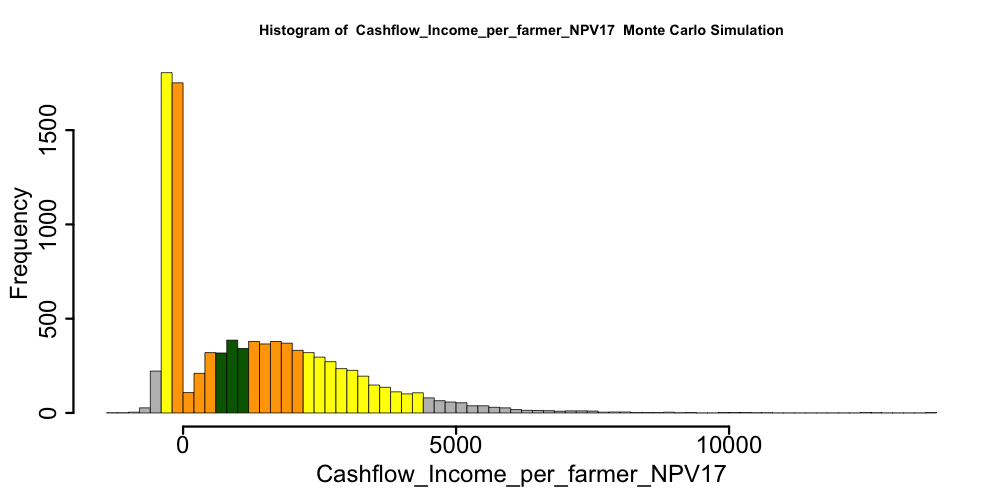 Histogram of Cashflow_Income_per_farmer_NPV17 Monte Carlo Simulation
Frequency
1500
1000
500
0
0 5000 10000
Cashflow_Income_per_farmer_NPV17